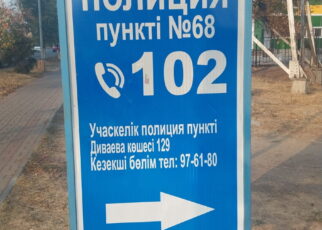 ПОЛИЦИЯ
пункті №68
102
Учаскелік полиция пункті
Диваева көшесі 129
Кезекші бөлім тел: 97-61-80